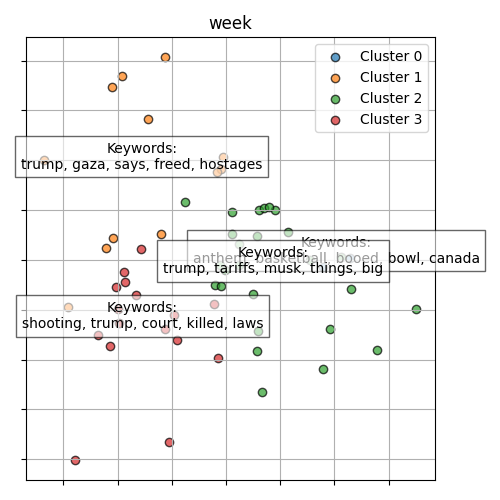 week
Cluster 0
Cluster 1
Cluster 2
Cluster 3
Keywords:
trump, gaza, says, freed, hostages
Keywords:
anthem, basketball, booed, bowl, canada
Keywords:
trump, tariffs, musk, things, big
Keywords:
shooting, trump, court, killed, laws